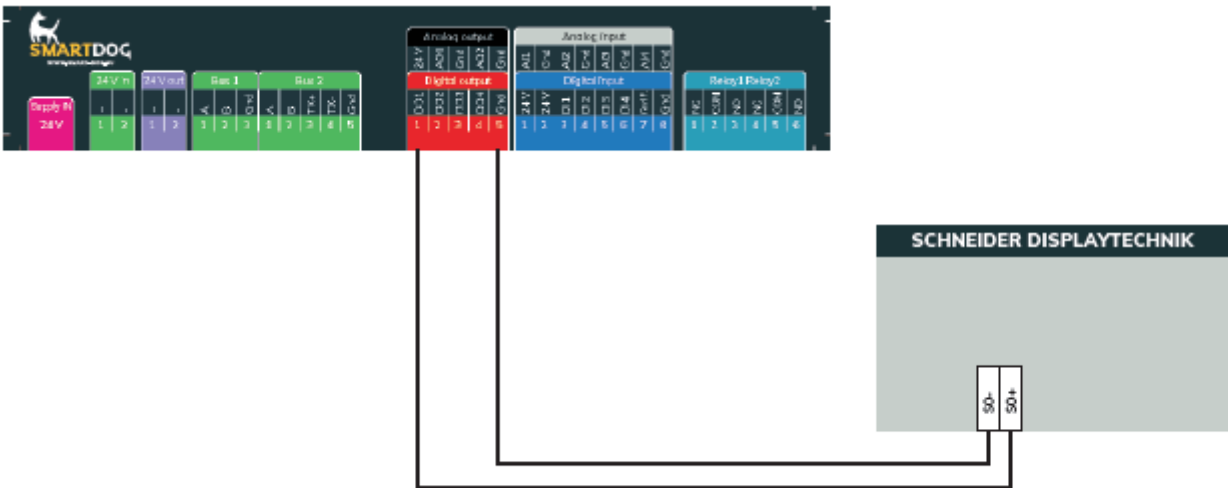 SMARTDOG
Analog output
Analog Input
24 V AO1 Gnd AO2 Gnd
AI1 Gnd AI2 Gnd AI3 Gnd AI4 Gnd
24 V in
24 V out
Bus 1
Bus 2
Digital output
Digital Input
Relay1 Relay2
Supply IN
24V
+ -
+ -
A B Gnd
A B TX+ TX- Gnd
DO1 DO2 DO3 DO4 Gnd
24 V 24 V DI1 DI2 DI3 DI4 Gnd
NC COM NO NC COM NO
1 2
1 2
1 2 3
1 2 3 4 5
1 2 3 4 5
1 2 3 4 5 6 7 8
1 2 3 4 5 6
SCHNEIDER DISPLAYTECHNIK
S0-
S0+